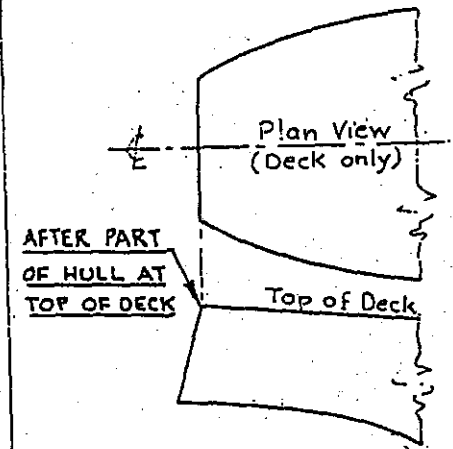 ℄
Plan View
(Deck only)
AFTER PART
OF HULL AT
TOP OF DECK
Top of Deck